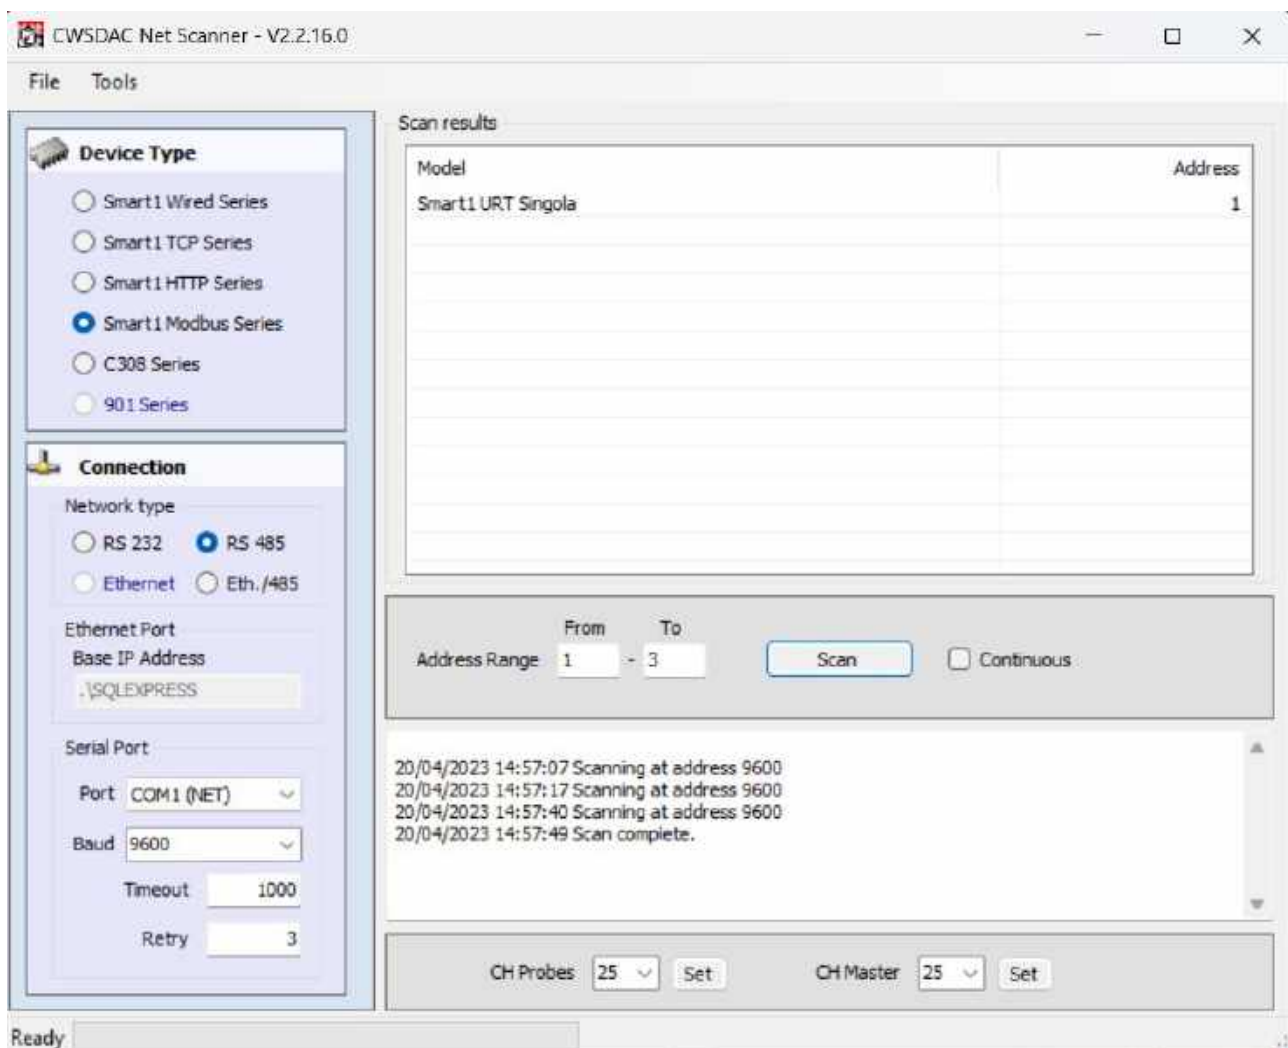 CWSDAC Net Scanner - V2.2.16.0
File Tools
Device Type
Smart1 Wired Series
Smart1 TCP Series
Smart1 HTTP Series
Smart1 Modbus Series
C308 Series
901 Series
Connection
Network type
RS 232 RS 485
Ethernet Eth./485
Ethernet Port
Base IP Address
.\SQLEXPRESS
Serial Port
Port COM1 (NET)
Baud 9600
Timeout 1000
Retry 3
Scan results
Model Address
Smart1 URT Singola 1
From To
Address Range 1 - 3 Scan Continuous
20/04/2023 14:57:07 Scanning at address 9600
20/04/2023 14:57:17 Scanning at address 9600
20/04/2023 14:57:40 Scanning at address 9600
20/04/2023 14:57:49 Scan complete.
CH Probes 25 Set CH Master 25 Set
Ready